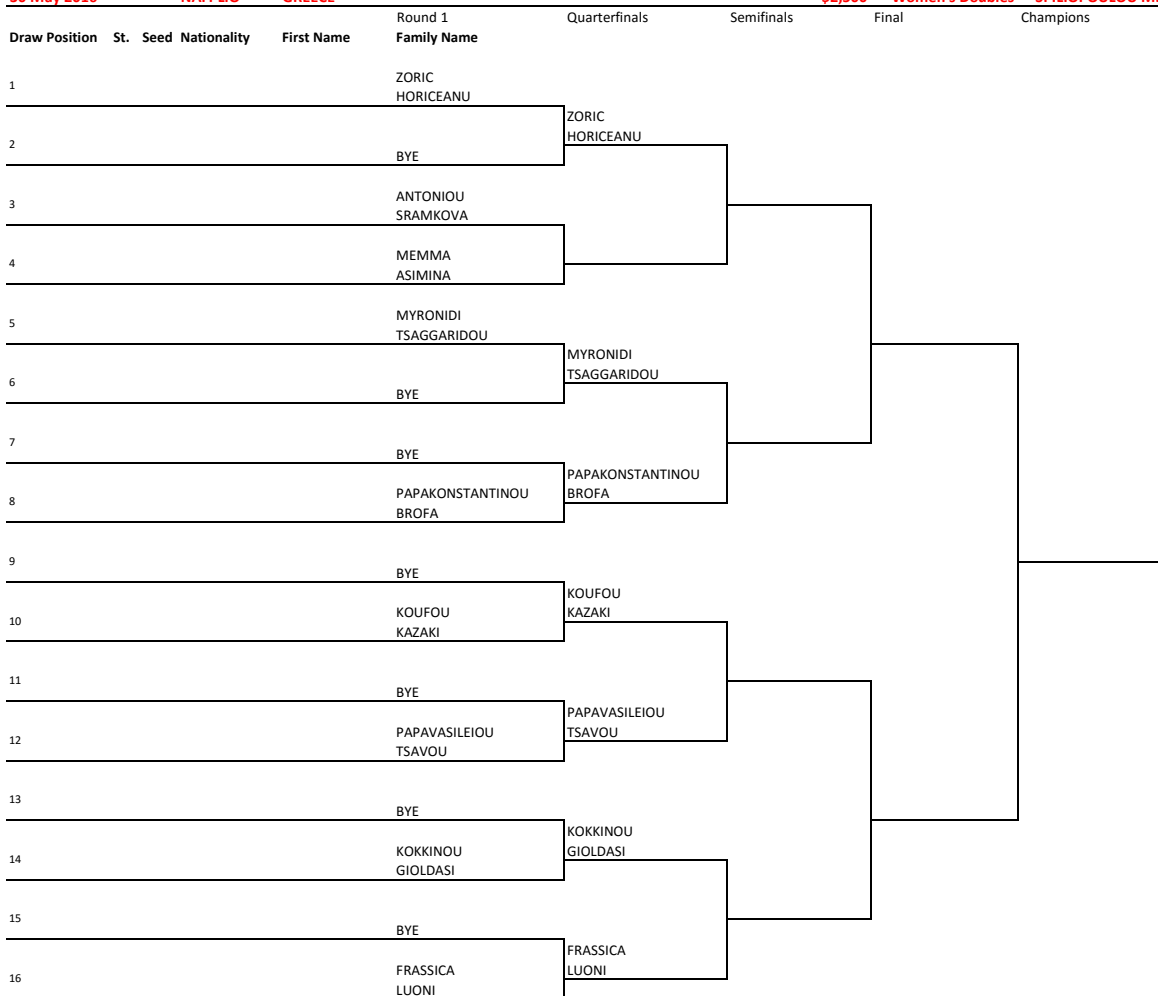 Round 1 Quarterfinals Semifinals Final Champions
Draw Position St. Seed Nationality First Name Family Name
ZORIC
1
HORICEANU
ZORIC
HORICEANU
2
BYE
ANTONIOU
3
SRAMKOVA
MEMMA
4
ASIMINA
MYRONIDI
5
TSAGGARIDOU
MYRONIDI
TSAGGARIDOU
6
BYE
7
BYE
PAPAKONSTANTINOU
8 PAPAKONSTANTINOU BROFA
BROFA
9
BYE
KOUFOU
10 KOUFOU KAZAKI
KAZAKI
11
BYE
PAPAVASILEIOU
12 PAPAVASILEIOU TSAVOU
TSAVOU
13
BYE
KOKKINOU
14 KOKKINOU GIOLDASI
GIOLDASI
15
BYE
FRASSICA
16 FRASSICA LUONI
LUONI